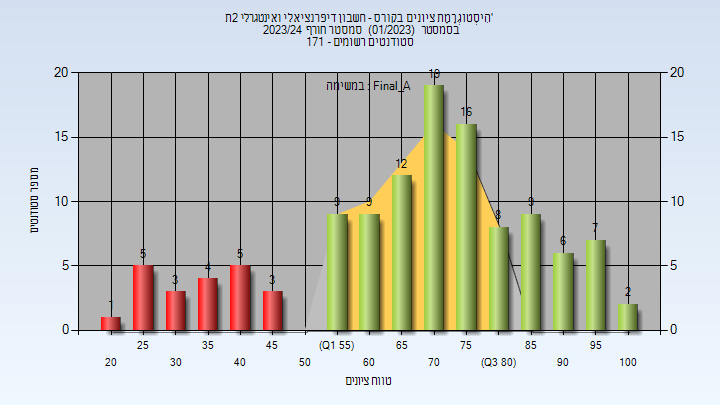 הִיסְטוֹגְרָמַת ציונים בקורס - חשבון דיפרנציאלי ואינטגרלי 2ת'
בסמסטר (01/2023) סמסטר חורף 2023/24
סטודנטים רשומים - 171
במשימה : Final_A
מספר סטודנטים
20 20
15 15
10 10
5 5
0 0
1 5 3 4 5 3 9 9 12 19 16 8 9 6 7 2
25 35 45 (Q1 55) 65 75 85 95
20 30 40 50 60 70 (Q3 80) 90 100
טווח ציונים